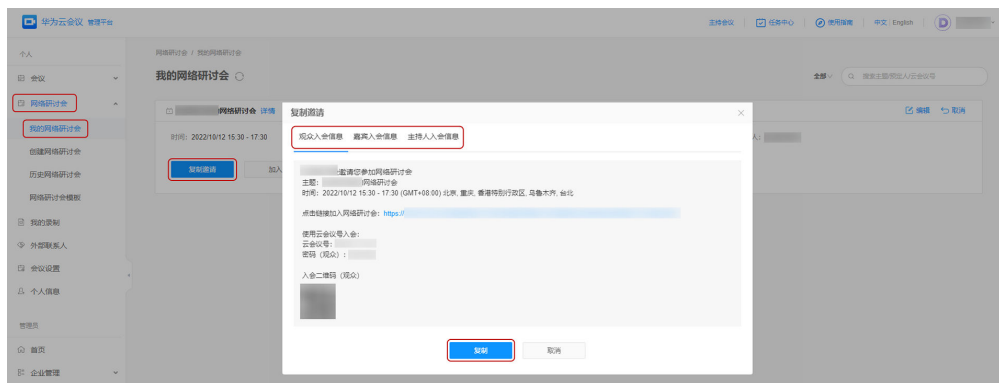 华为云会议 管理平台
主持会议 任务中心 使用指南 中文 English D
个人
会议
网络研讨会
我的网络研讨会
创建网络研讨会
历史网络研讨会
网络研讨会模板
我的录制
外部联系人
会议设置
个人信息
管理员
首页
企业管理
网络研讨会 / 我的网络研讨会
我的网络研讨会
全部
网络研讨会 详情
编辑 取消
时间: 2022/10/12 15:30 - 17:30
人:
复制邀请
加入
复制邀请
观众入会信息 嘉宾入会信息 主持人入会信息
邀请您参加网络研讨会
主题: 网络研讨会
时间: 2022/10/12 15:30 - 17:30 (GMT+08:00) 北京, 重庆, 香港特别行政区, 乌鲁木齐, 台北
点击链接加入网络研讨会: https://
使用云会议号入会:
云会议号:
密码 (观众) :
入会二维码 (观众)
复制 取消